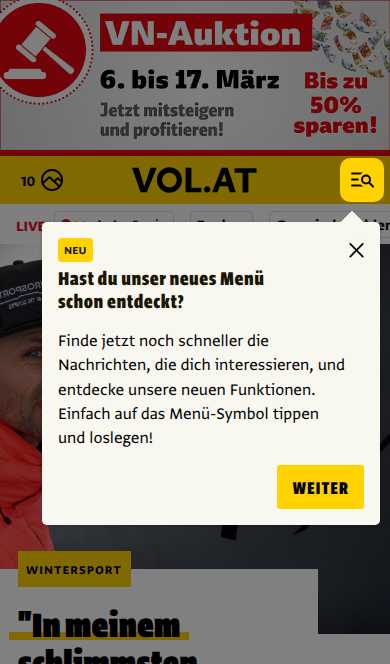 VN-Auktion
6. bis 17. März
Jetzt mitsteigern
und profitieren!
Bis zu
50%
sparen!
10
VOL.AT
LIVE
NEU
Hast du unser neues Menü
schon entdeckt?
Finde jetzt noch schneller die
Nachrichten, die dich interessieren, und
entdecke unsere neuen Funktionen.
Einfach auf das Menü-Symbol tippen
und loslegen!
WEITER
WINTERSPORT
"In meinem
schlimmsten